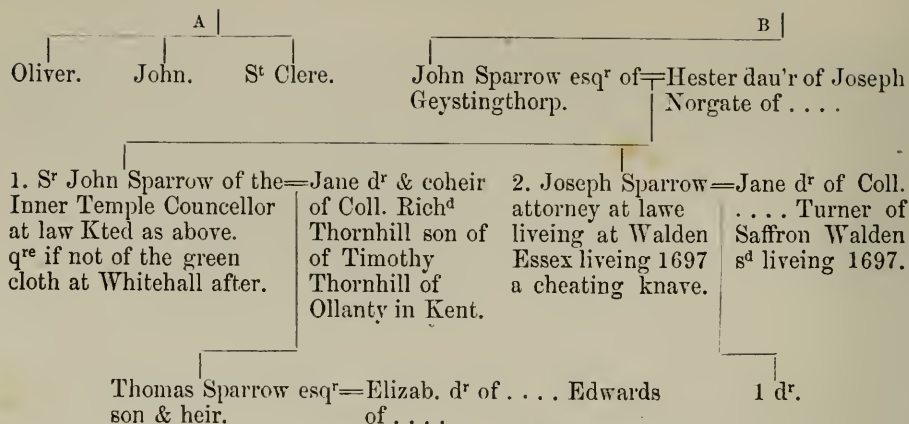 A
B
Oliver. John. Sᵗ Clere.
John Sparrow esqʳ of=Hester dau'r of Joseph
Geystingthorp. Norgate of . . . .
1. Sʳ John Sparrow of the=Jane dʳ & coheir
Inner Temple Councellor of Coll. Richᵈ
at law Kted as above. Thornhill son of
qʳᵉ if not of the green of Timothy
cloth at Whitehall after. Thornhill of
Ollanty in Kent.
2. Joseph Sparrow=Jane dʳ of Coll.
attorney at lawe . . . . Turner of
liveing at Walden Saffron Walden
Essex liveing 1697 sᵈ liveing 1697.
a cheating knave.
Thomas Sparrow esqʳ=Elizab. dʳ of . . . . Edwards
son & heir. of . . . .
1 dʳ.